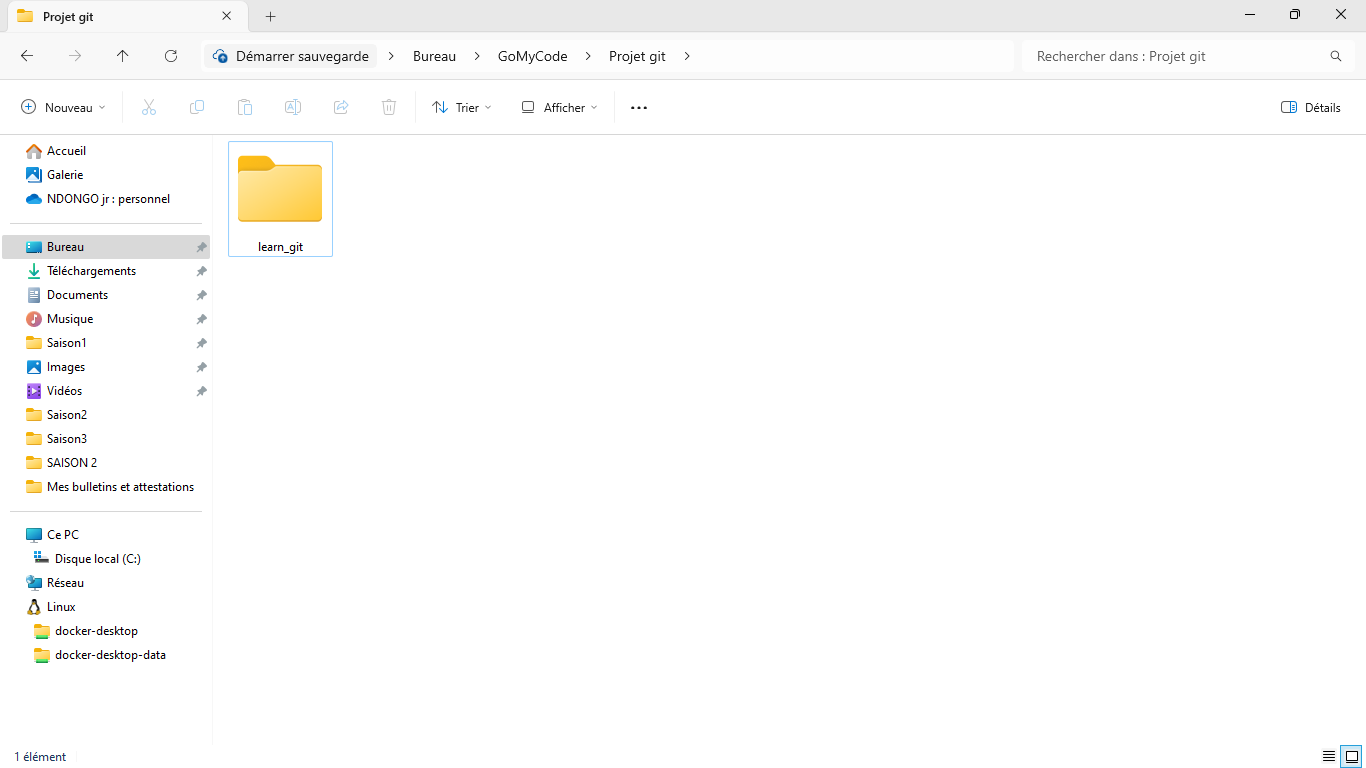 Projet git
Démarrer sauvegarde
Bureau
GoMyCode
Projet git
Rechercher dans : Projet git
Nouveau
Trier
Afficher
Détails
Accueil
Galerie
NDONGO jr : personnel
Bureau
Téléchargements
Documents
Musique
Saison1
Images
Vidéos
Saison2
Saison3
SAISON 2
Mes bulletins et attestations
Ce PC
Disque local (C:)
Réseau
Linux
docker-desktop
docker-desktop-data
learn_git
1 élément